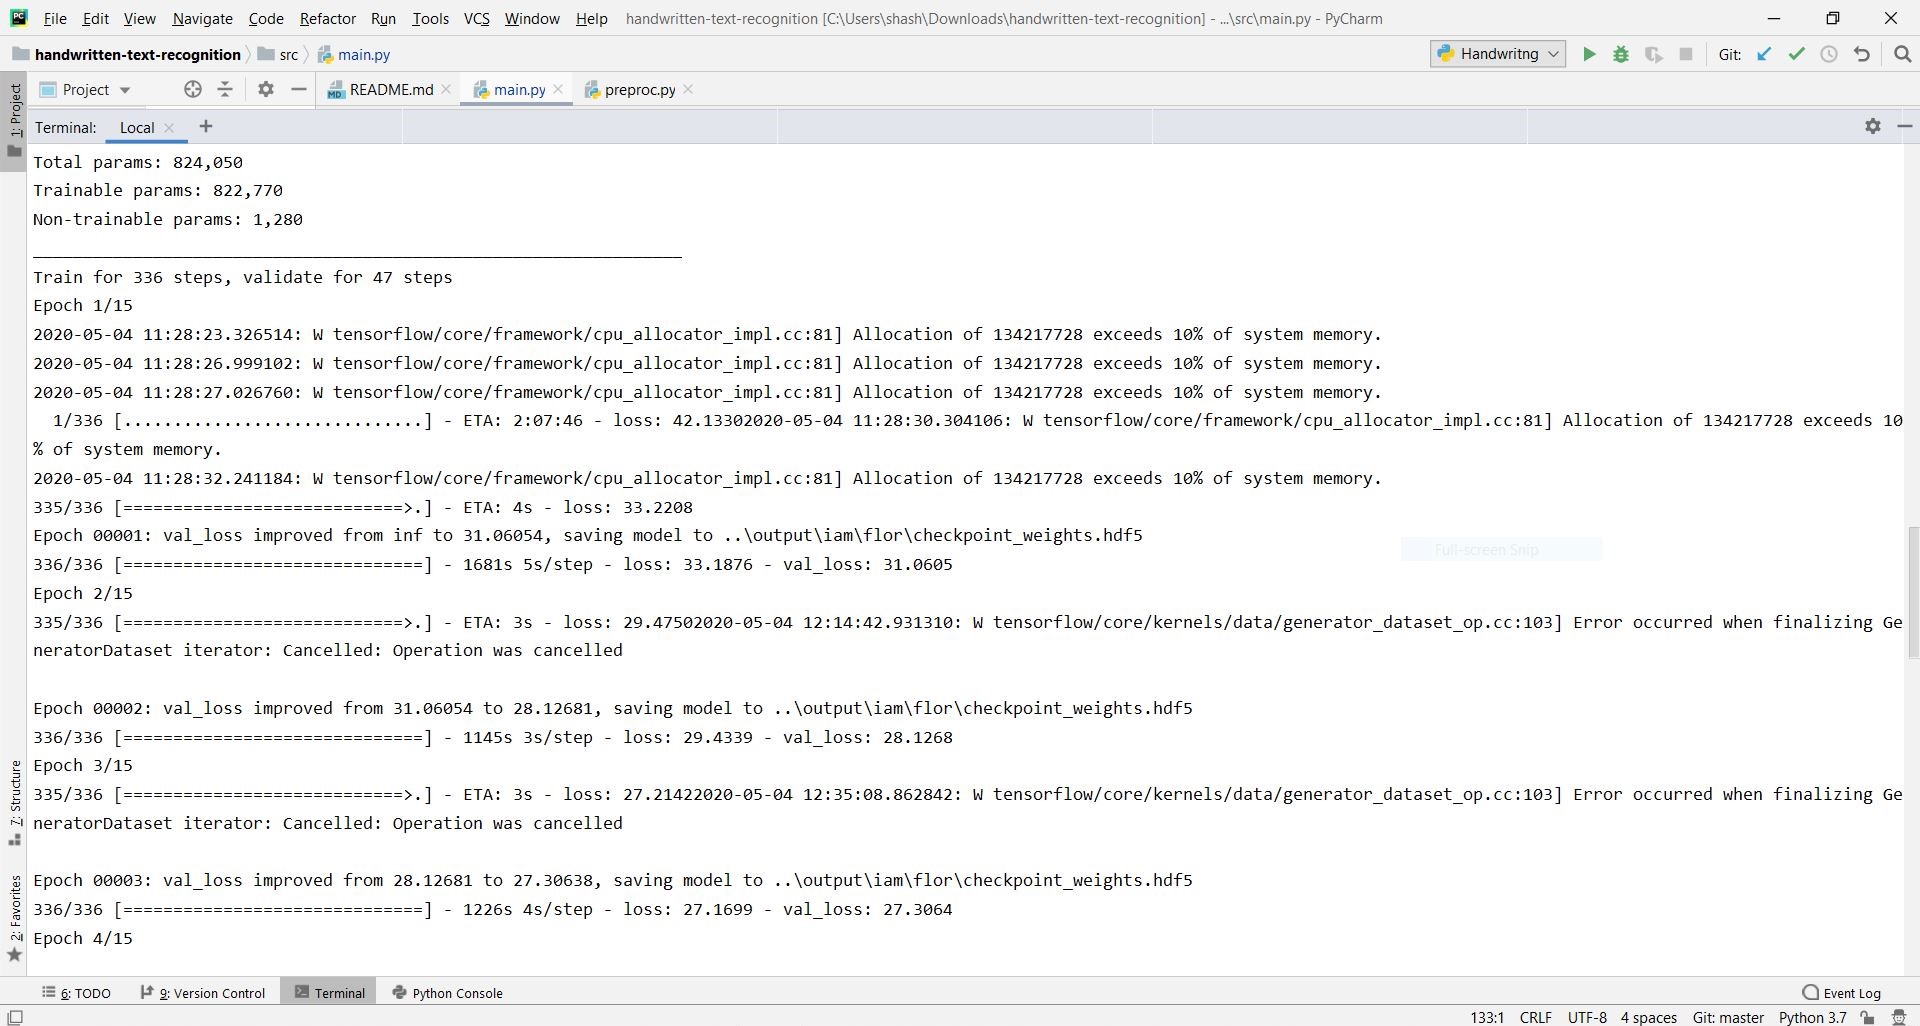 File Edit View Navigate Code Refactor Run Tools VCS Window Help handwritten-text-recognition [C:\Users\shash\Downloads\handwritten-text-recognition] - ...\src\main.py - PyCharm
handwritten-text-recognition src main.py Handwritng Git:
1: Project Project README.md main.py preproc.py
Terminal: Local +
Total params: 824,050
Trainable params: 822,770
Non-trainable params: 1,280
_________________________________________________________________
Train for 336 steps, validate for 47 steps
Epoch 1/15
2020-05-04 11:28:23.326514: W tensorflow/core/framework/cpu_allocator_impl.cc:81] Allocation of 134217728 exceeds 10% of system memory.
2020-05-04 11:28:26.999102: W tensorflow/core/framework/cpu_allocator_impl.cc:81] Allocation of 134217728 exceeds 10% of system memory.
2020-05-04 11:28:27.026760: W tensorflow/core/framework/cpu_allocator_impl.cc:81] Allocation of 134217728 exceeds 10% of system memory.
  1/336 [..............................] - ETA: 2:07:46 - loss: 42.13302020-05-04 11:28:30.304106: W tensorflow/core/framework/cpu_allocator_impl.cc:81] Allocation of 134217728 exceeds 10
% of system memory.
2020-05-04 11:28:32.241184: W tensorflow/core/framework/cpu_allocator_impl.cc:81] Allocation of 134217728 exceeds 10% of system memory.
335/336 [============================>.] - ETA: 4s - loss: 33.2208
Epoch 00001: val_loss improved from inf to 31.06054, saving model to ..\output\iam\flor\checkpoint_weights.hdf5
Full-screen Snip
336/336 [==============================] - 1681s 5s/step - loss: 33.1876 - val_loss: 31.0605
Epoch 2/15
335/336 [============================>.] - ETA: 3s - loss: 29.47502020-05-04 12:14:42.931310: W tensorflow/core/kernels/data/generator_dataset_op.cc:103] Error occurred when finalizing Ge
neratorDataset iterator: Cancelled: Operation was cancelled
Epoch 00002: val_loss improved from 31.06054 to 28.12681, saving model to ..\output\iam\flor\checkpoint_weights.hdf5
336/336 [==============================] - 1145s 3s/step - loss: 29.4339 - val_loss: 28.1268
Epoch 3/15
335/336 [============================>.] - ETA: 3s - loss: 27.21422020-05-04 12:35:08.862842: W tensorflow/core/kernels/data/generator_dataset_op.cc:103] Error occurred when finalizing Ge
neratorDataset iterator: Cancelled: Operation was cancelled
7: Structure
Epoch 00003: val_loss improved from 28.12681 to 27.30638, saving model to ..\output\iam\flor\checkpoint_weights.hdf5
336/336 [==============================] - 1226s 4s/step - loss: 27.1699 - val_loss: 27.3064
Epoch 4/15
2: Favorites
6: TODO 9: Version Control Terminal Python Console Event Log
133:1 CRLF UTF-8 4 spaces Git: master Python 3.7